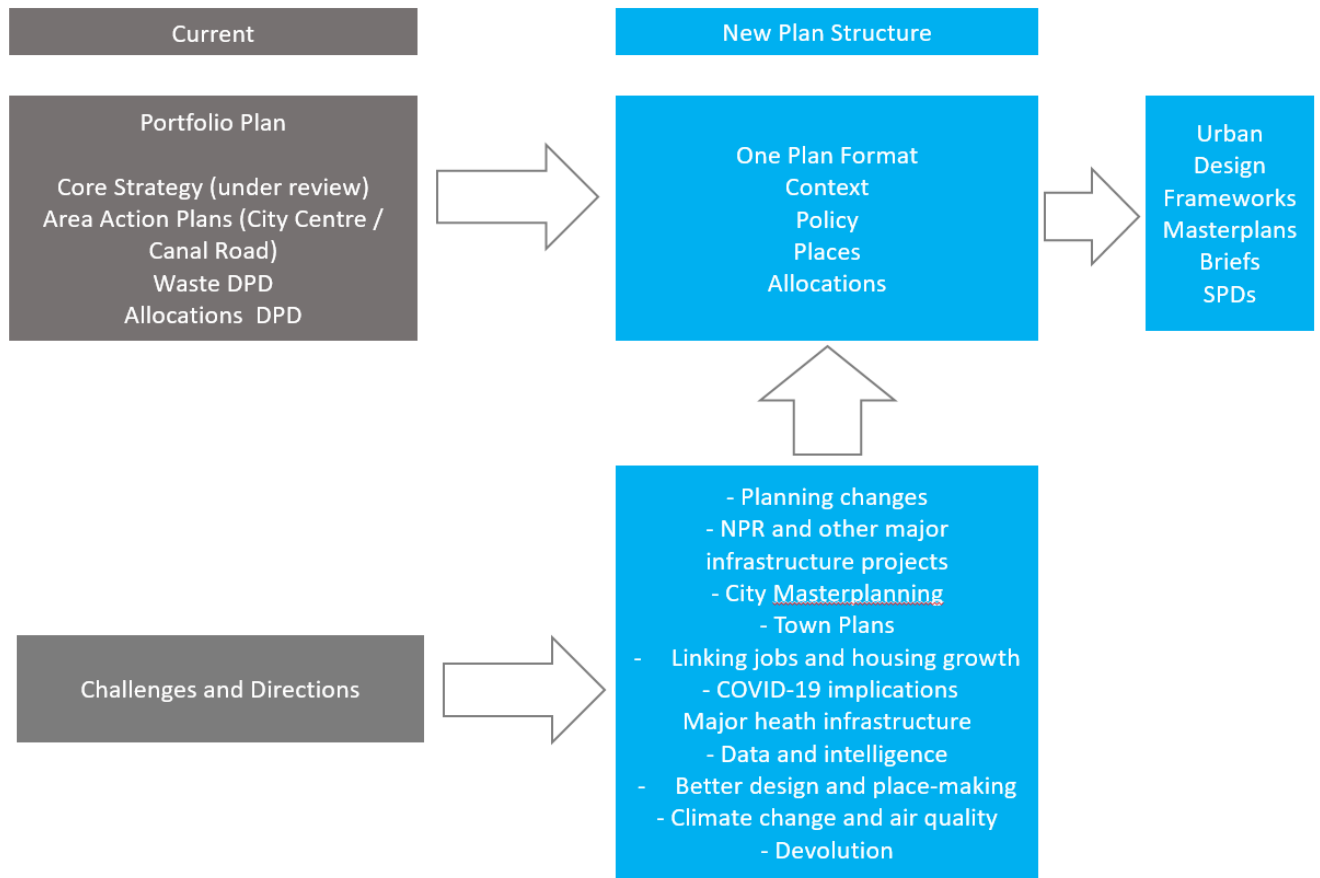 Current
New Plan Structure
Portfolio Plan
Core Strategy (under review)
Area Action Plans (City Centre /
Canal Road)
Waste DPD
Allocations  DPD
One Plan Format
Context
Policy
Places
Allocations
Urban
Design
Frameworks
Masterplans
Briefs
SPDs
Challenges and Directions
- Planning changes
- NPR and other major
infrastructure projects
- City Masterplanning
- Town Plans
- Linking jobs and housing growth
- COVID-19 implications
Major heath infrastructure
- Data and intelligence
- Better design and place-making
- Climate change and air quality
- Devolution